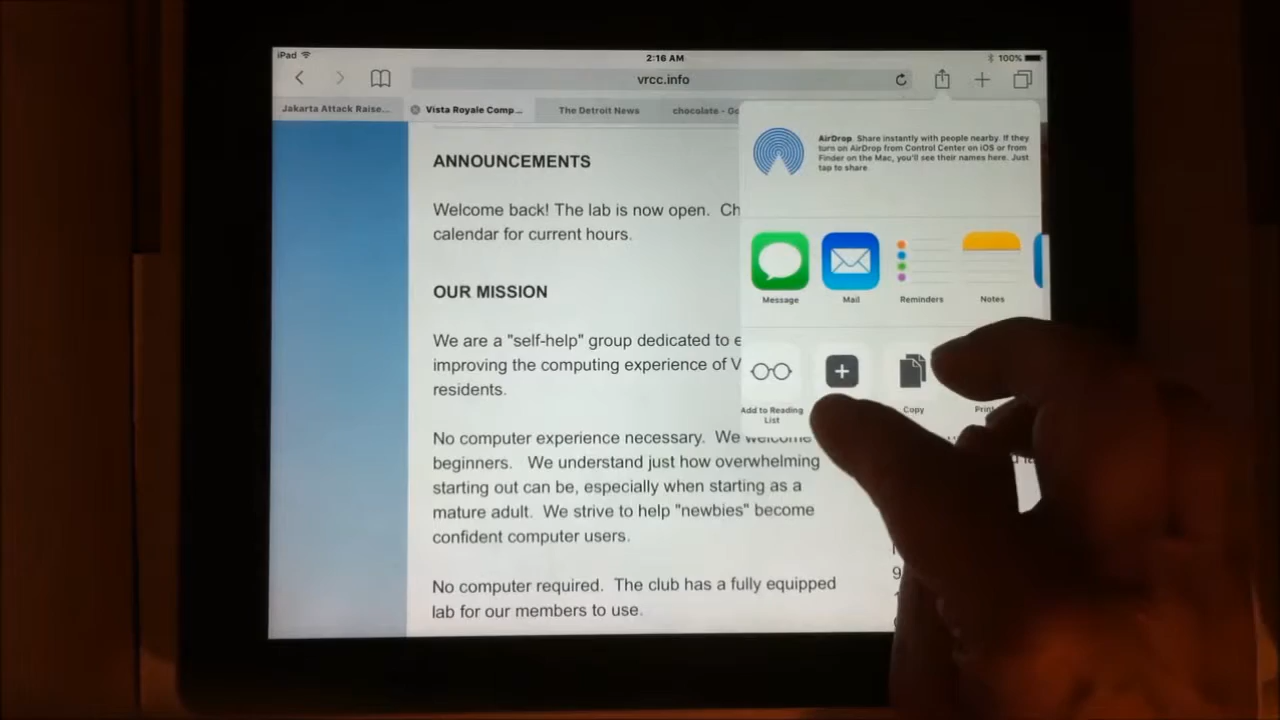 iPad
2:16 AM
100%
vrcc.info
Jakarta Attack Raise...
Vista Royale Comp...
The Detroit News
chocolate - Go
AirDrop. Share instantly with people nearby. If they
turn on AirDrop from Control Center on iOS or from
Finder on the Mac, you'll see their names here. Just
tap to share.
Message
Mail
Reminders
Notes
Add to Reading
List
Copy
Print
ANNOUNCEMENTS
Welcome back! The lab is now open. Ch
calendar for current hours.
OUR MISSION
We are a "self-help" group dedicated to e
improving the computing experience of V
residents.
No computer experience necessary. We welcome
beginners. We understand just how overwhelming
starting out can be, especially when starting as a
mature adult. We strive to help "newbies" become
confident computer users.
No computer required. The club has a fully equipped
lab for our members to use.